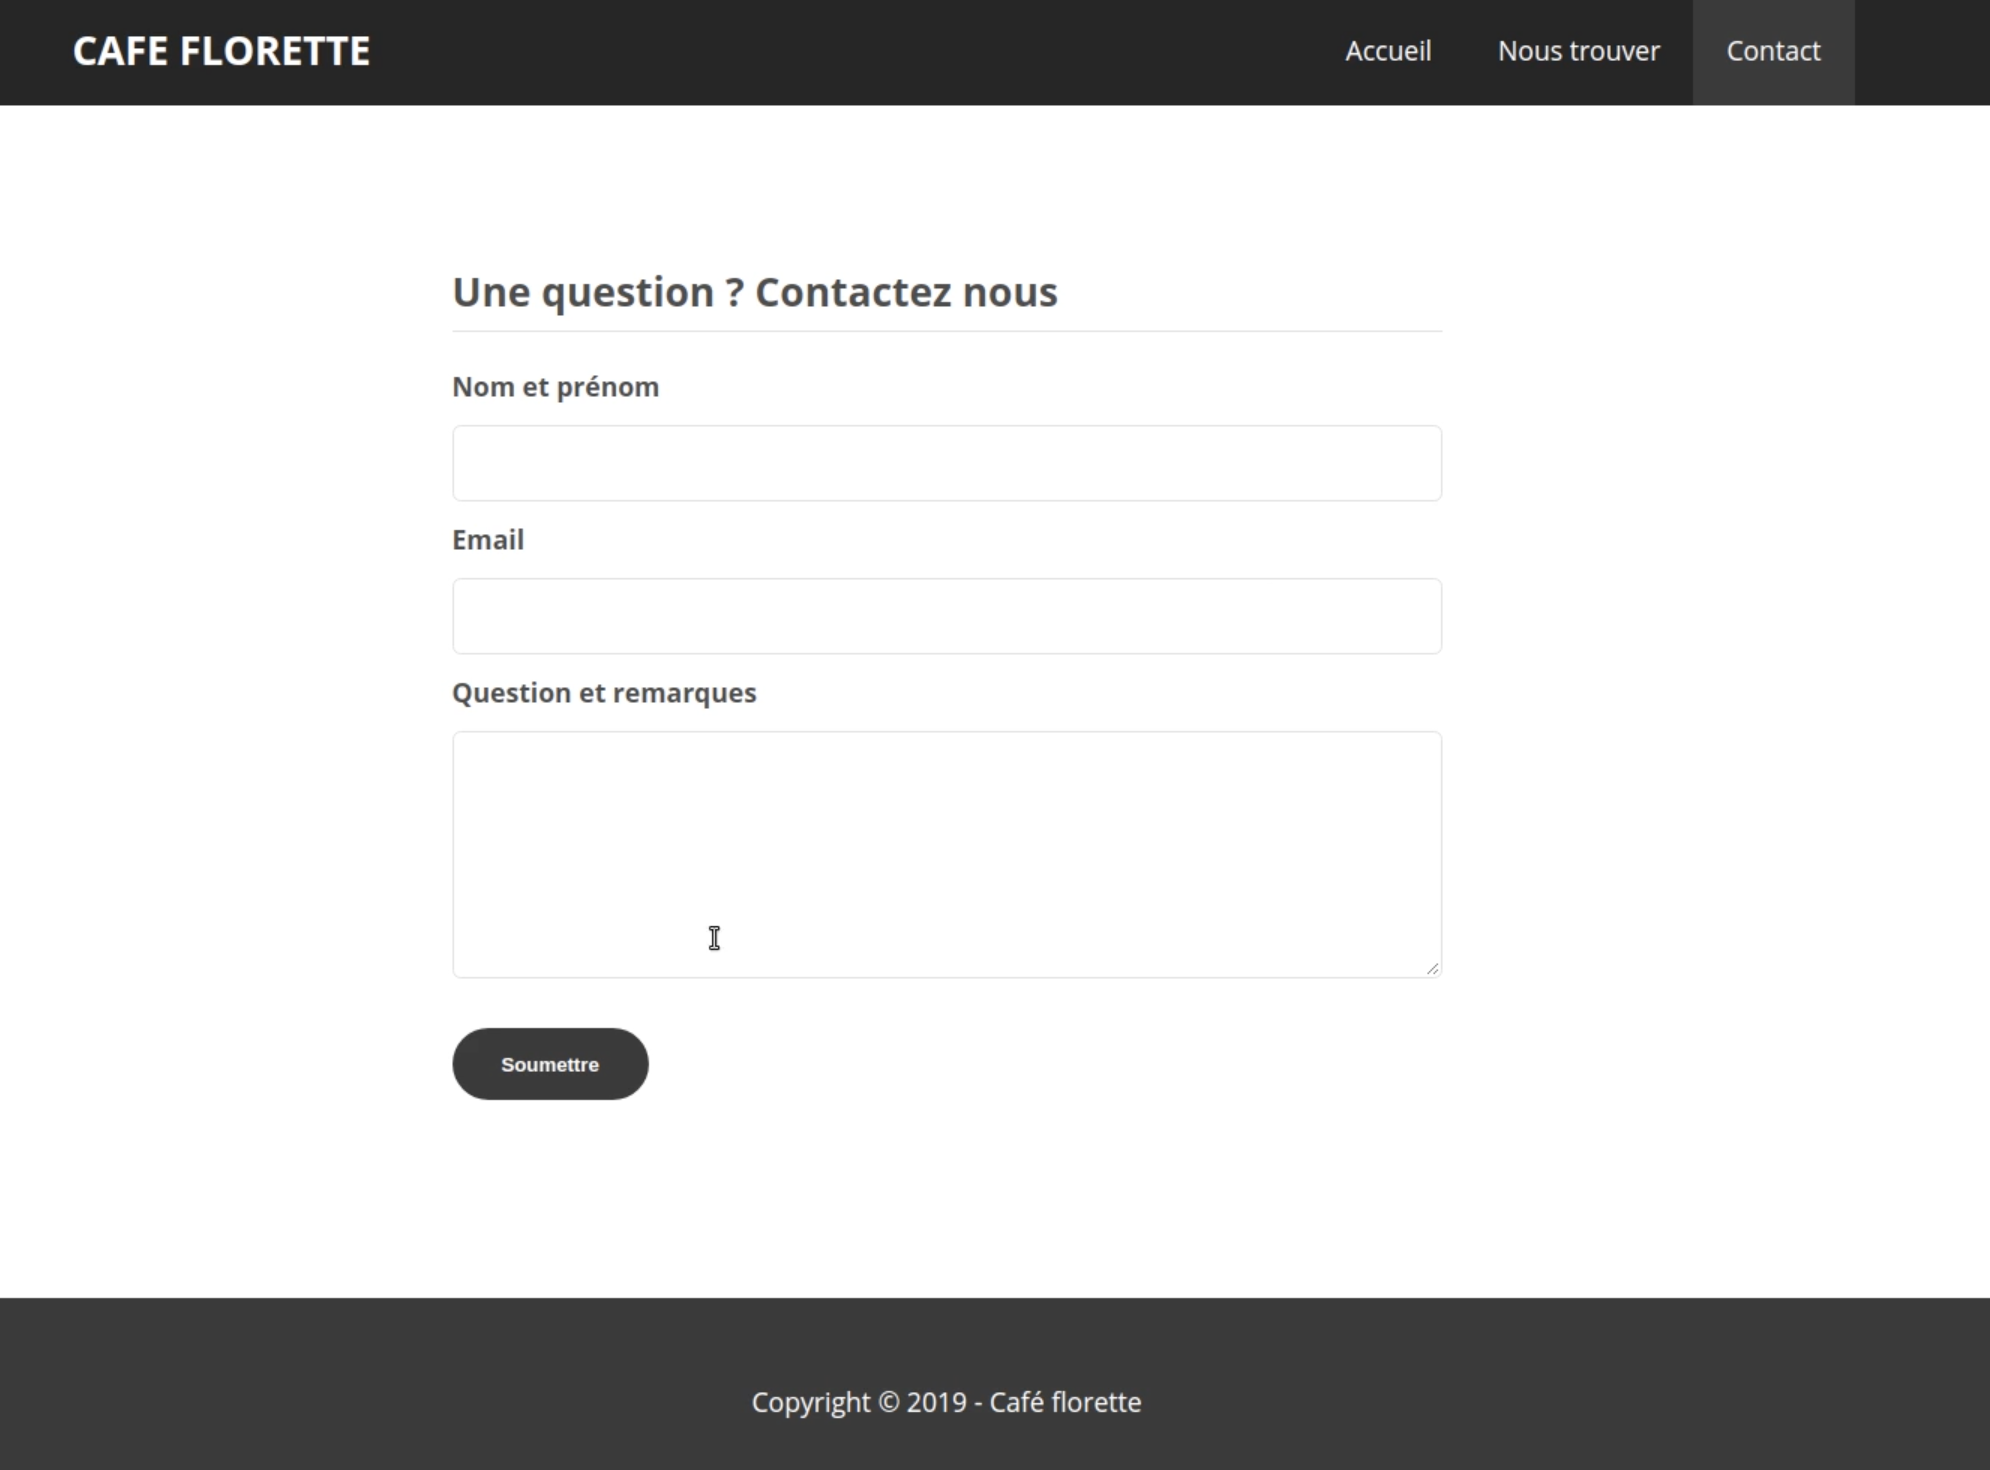 CAFE FLORETTE
Accueil Nous trouver Contact
Une question ? Contactez nous
Nom et prénom
Email
Question et remarques
Soumettre
Copyright © 2019 - Café florette